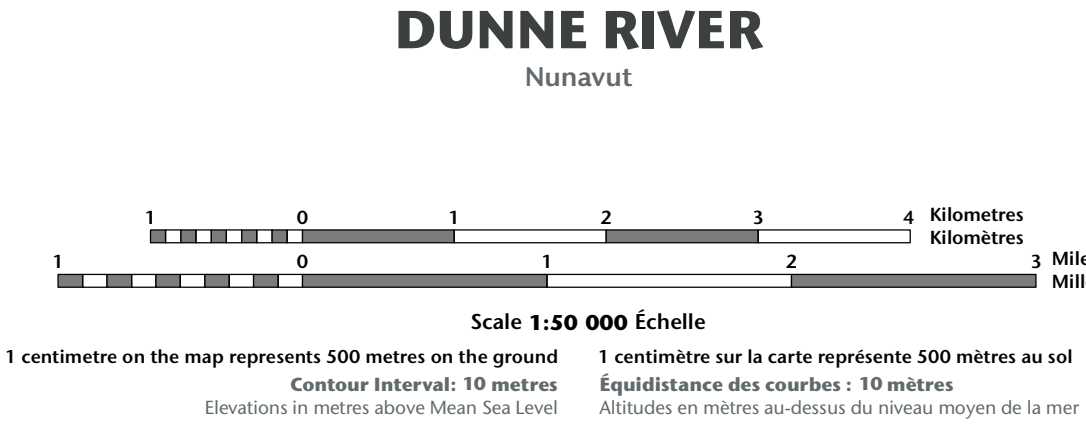 DUNNE RIVER
Nunavut
1 0 1 2 3 4 Kilometres
Kilomètres
1 0 1 2 3
Scale 1:50 000 Échelle
1 centimetre on the map represents 500 metres on the ground
Contour Interval: 10 metres
Elevations in metres above Mean Sea Level
1 centimètre sur la carte représente 500 mètres au sol
Équidistance des courbes : 10 mètres
Altitudes en mètres au-dessus du niveau moyen de la mer